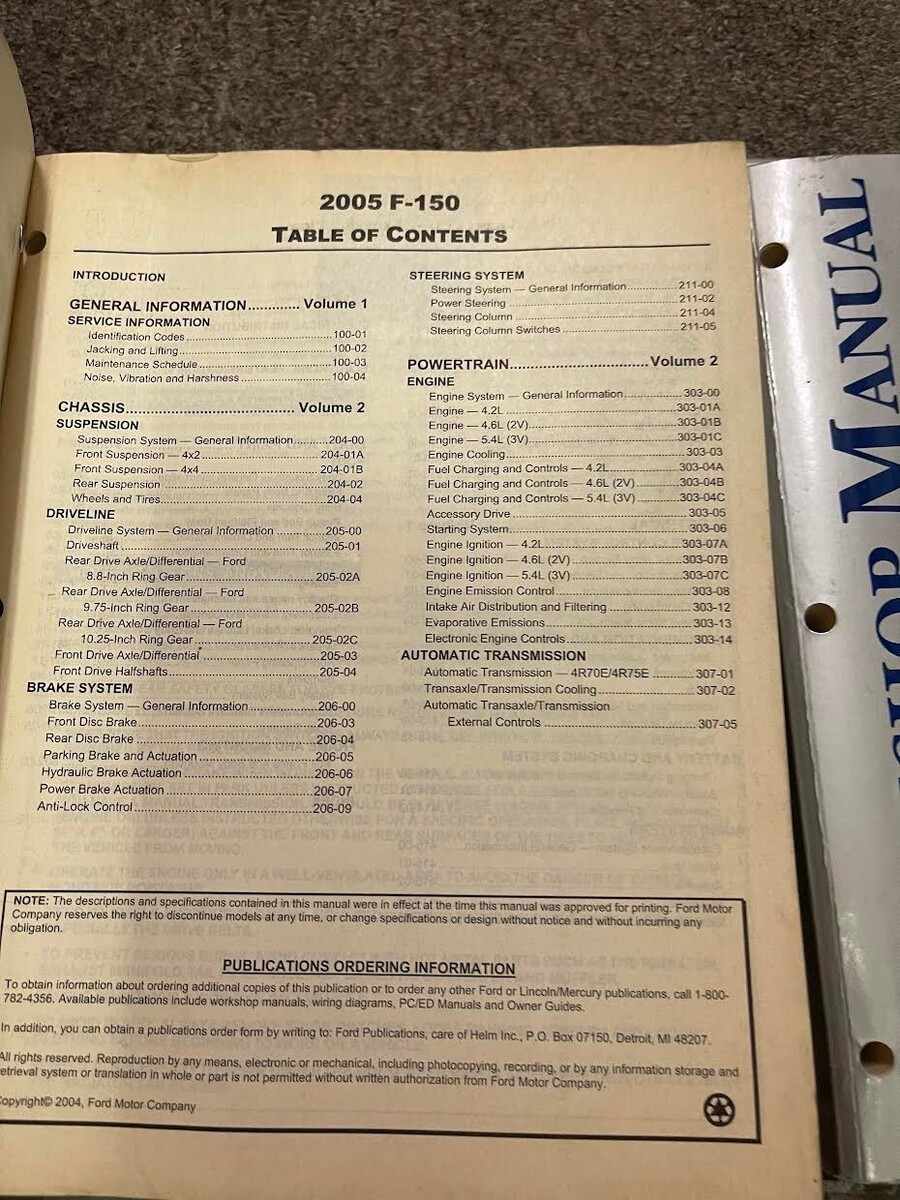 2005 F-150
TABLE OF CONTENTS
INTRODUCTION
GENERAL INFORMATION............ Volume 1
SERVICE INFORMATION
Identification Codes............100-01
Jacking and Lifting............100-02
Maintenance Schedule............100-03
Noise, Vibration and Harshness............100-04
CHASSIS............ Volume 2
SUSPENSION
Suspension System — General Information............204-00
Front Suspension — 4x2............204-01A
Front Suspension — 4x4............204-01B
Rear Suspension............204-02
Wheels and Tires............204-04
DRIVELINE
Driveline System — General Information............205-00
Driveshaft............205-01
Rear Drive Axle/Differential — Ford
8.8-Inch Ring Gear............205-02A
Rear Drive Axle/Differential — Ford
9.75-Inch Ring Gear............205-02B
Rear Drive Axle/Differential — Ford
10.25-Inch Ring Gear............205-02C
Front Drive Axle/Differential............205-03
Front Drive Halfshafts............205-04
BRAKE SYSTEM
Brake System — General Information............206-00
Front Disc Brake............206-03
Rear Disc Brake............206-04
Parking Brake and Actuation............206-05
Hydraulic Brake Actuation............206-06
Power Brake Actuation............206-07
Anti-Lock Control............206-09
STEERING SYSTEM
Steering System — General Information............211-00
Power Steering............211-02
Steering Column............211-04
Steering Column Switches............211-05
POWERTRAIN............Volume 2
ENGINE
Engine System — General Information............303-00
Engine — 4.2L............303-01A
Engine — 4.6L (2V)............303-01B
Engine — 5.4L (3V)............303-01C
Engine Cooling............303-03
Fuel Charging and Controls — 4.2L............303-04A
Fuel Charging and Controls — 4.6L (2V)............303-04B
Fuel Charging and Controls — 5.4L (3V)............303-04C
Accessory Drive............303-05
Starting System............303-06
Engine Ignition — 4.2L............303-07A
Engine Ignition — 4.6L (2V)............303-07B
Engine Ignition — 5.4L (3V)............303-07C
Engine Emission Control............303-08
Intake Air Distribution and Filtering............303-12
Evaporative Emissions............303-13
Electronic Engine Controls............303-14
AUTOMATIC TRANSMISSION
Automatic Transmission — 4R70E/4R75E............307-01
Transaxle/Transmission Cooling............307-02
Automatic Transaxle/Transmission
External Controls............307-05
NOTE: The descriptions and specifications contained in this manual were in effect at the time this manual was approved for printing. Ford Motor
Company reserves the right to discontinue models at any time, or change specifications or design without notice and without incurring any
obligation.
PUBLICATIONS ORDERING INFORMATION
To obtain information about ordering additional copies of this publication or to order any other Ford or Lincoln/Mercury publications, call 1-800-
782-4356. Available publications include workshop manuals, wiring diagrams, PC/ED Manuals and Owner Guides.
In addition, you can obtain a publications order form by writing to: Ford Publications, care of Helm Inc., P.O. Box 07150, Detroit, MI 48207.
All rights reserved. Reproduction by any means, electronic or mechanical, including photocopying, recording, or by any information storage and
retrieval system or translation in whole or part is not permitted without written authorization from Ford Motor Company.
Copyright© 2004, Ford Motor Company
SHOP MANUAL